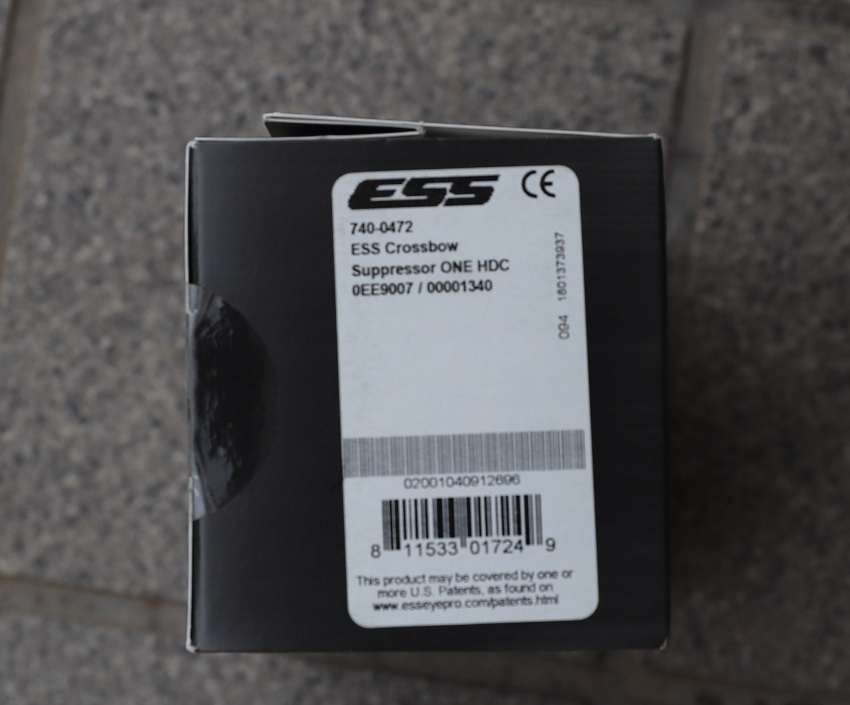 ESS CE
740-0472
ESS Crossbow
Suppressor ONE HDC
0EE9007 / 00001340
094 1801373937
02001040912696
8 11533 01724 9
This product may be covered by one or
more U.S. Patents, as found on
www.esseyepro.com/patents.html